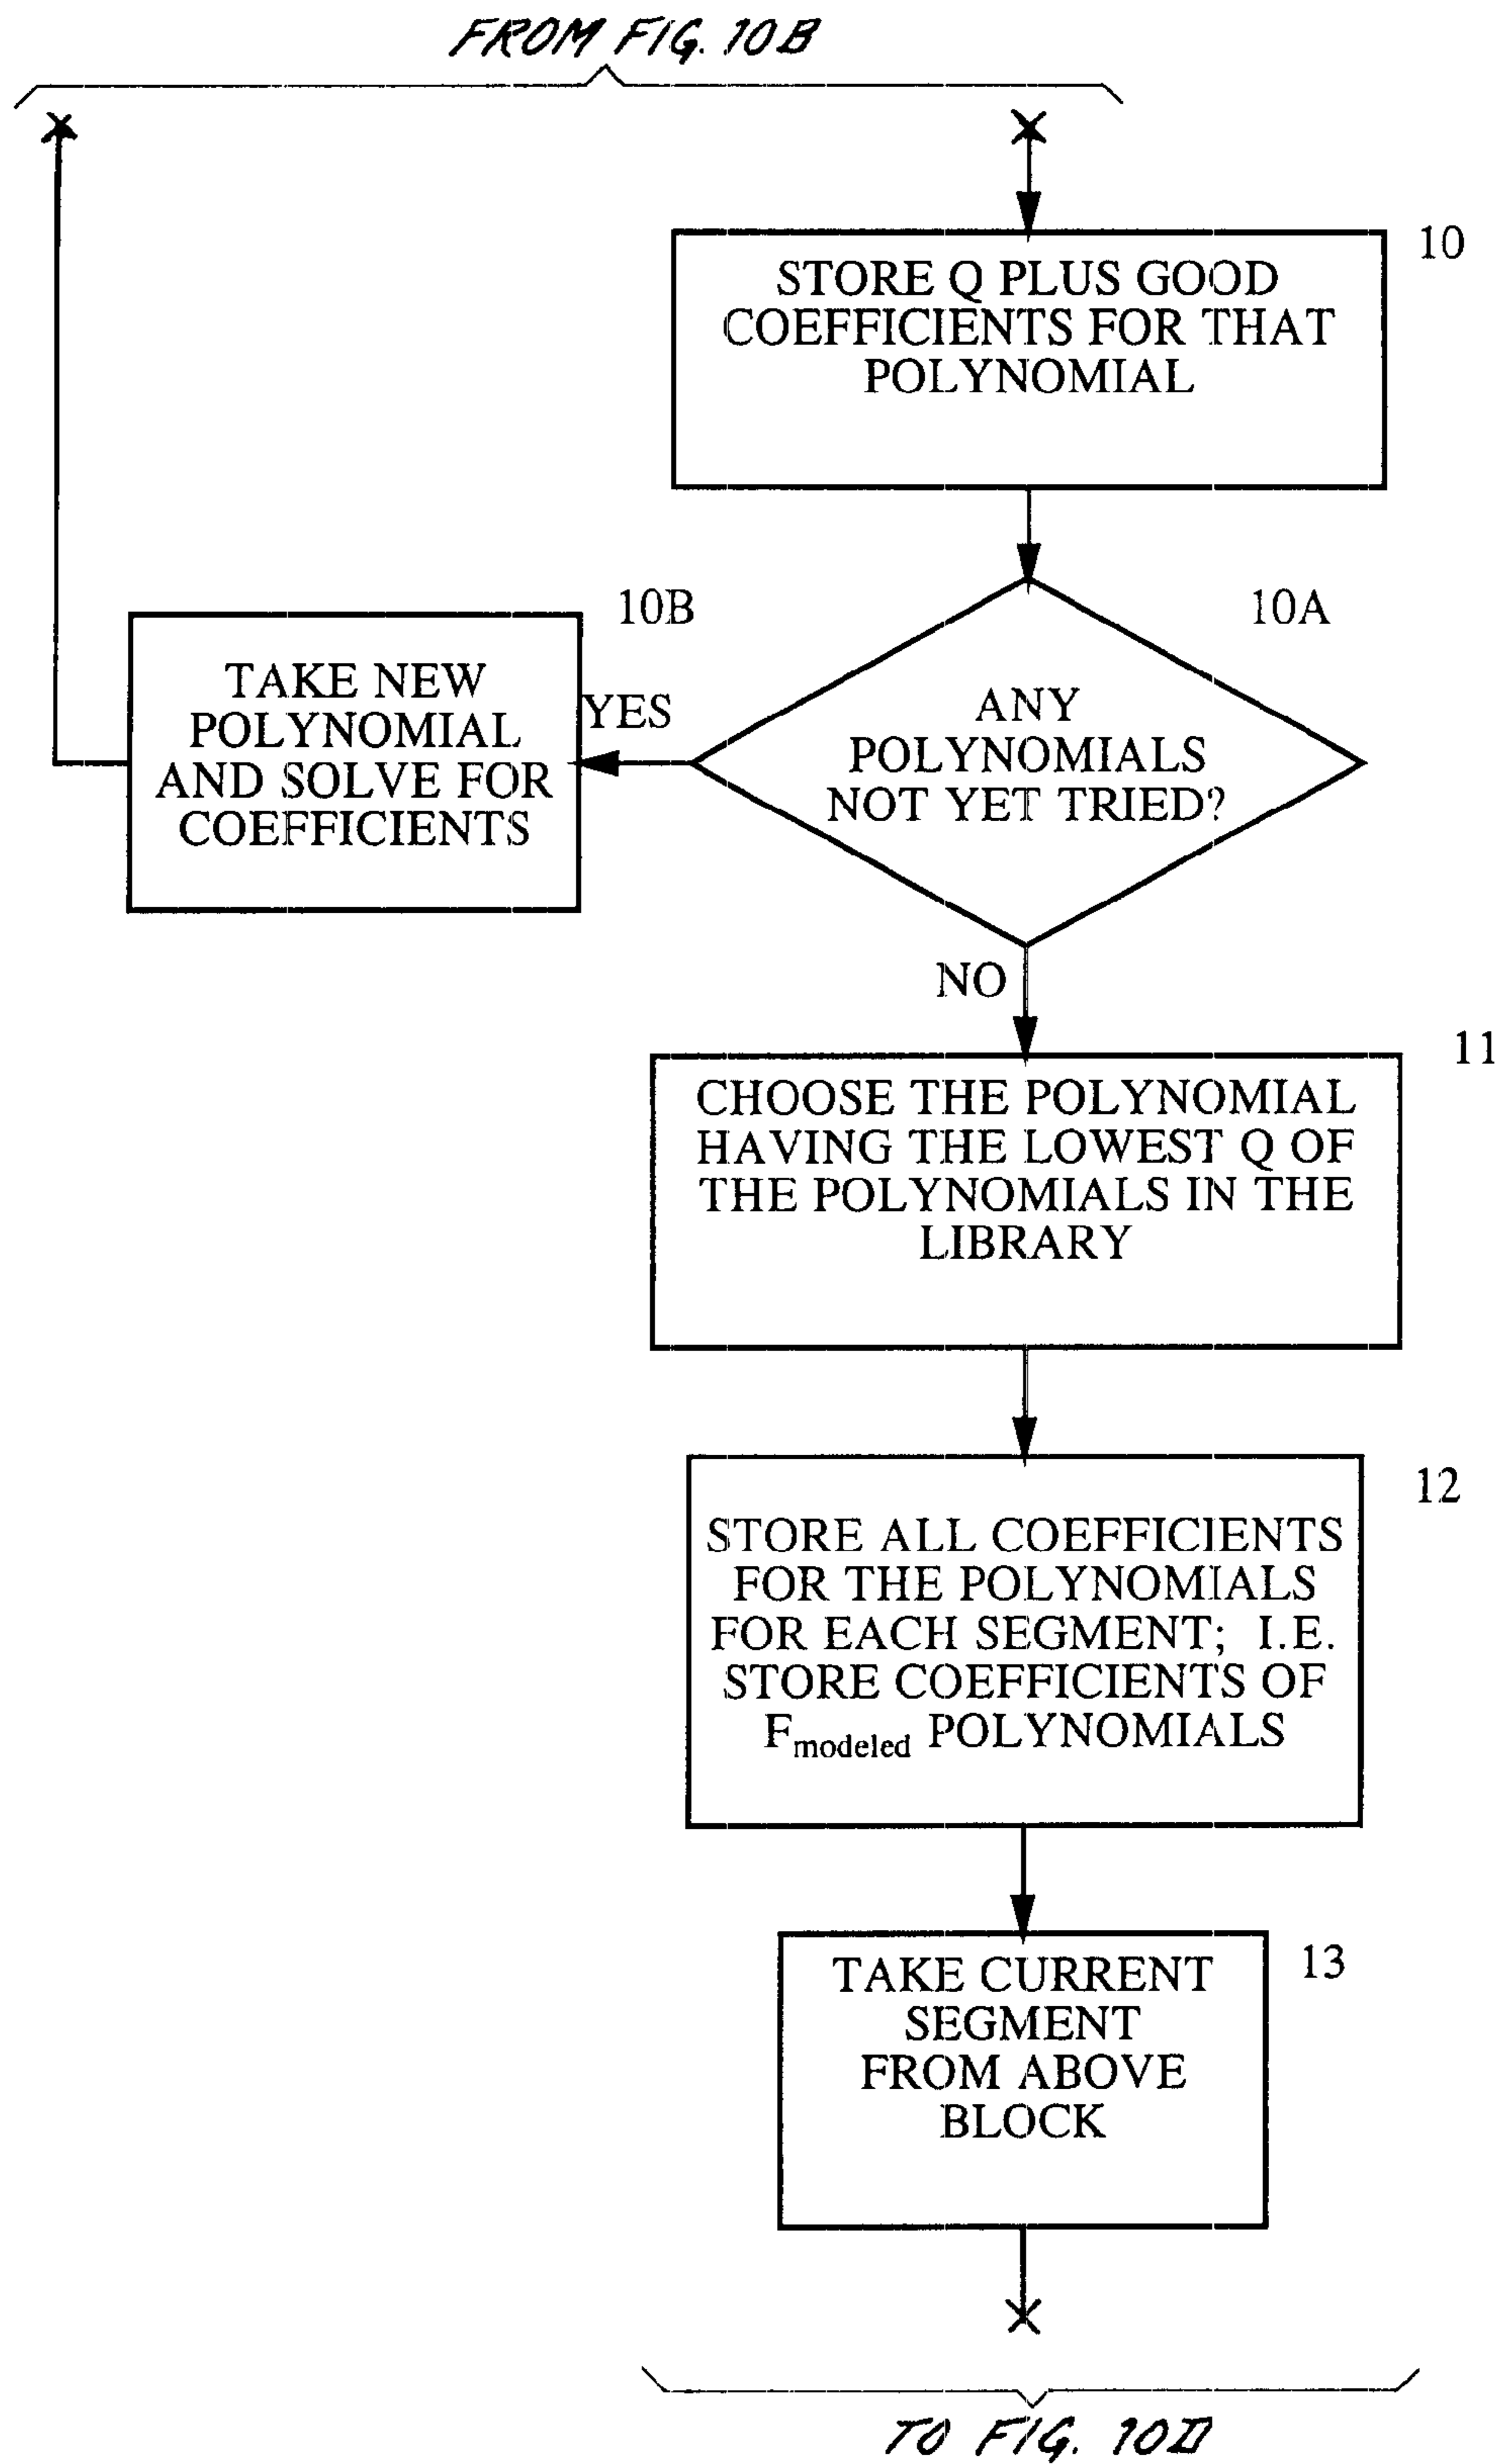 FROM FIG. 10B
10
STORE Q PLUS GOOD
COEFFICIENTS FOR THAT
POLYNOMIAL
10B
10A
TAKE NEW
POLYNOMIAL
AND SOLVE FOR
COEFFICIENTS
YES
ANY
POLYNOMIALS
NOT YET TRIED?
NO
11
CHOOSE THE POLYNOMIAL
HAVING THE LOWEST Q OF
THE POLYNOMIALS IN THE
LIBRARY
12
STORE ALL COEFFICIENTS
FOR THE POLYNOMIALS
FOR EACH SEGMENT; I.E.
STORE COEFFICIENTS OF
Fmodeled POLYNOMIALS
13
TAKE CURRENT
SEGMENT
FROM ABOVE
BLOCK
TO FIG. 10D